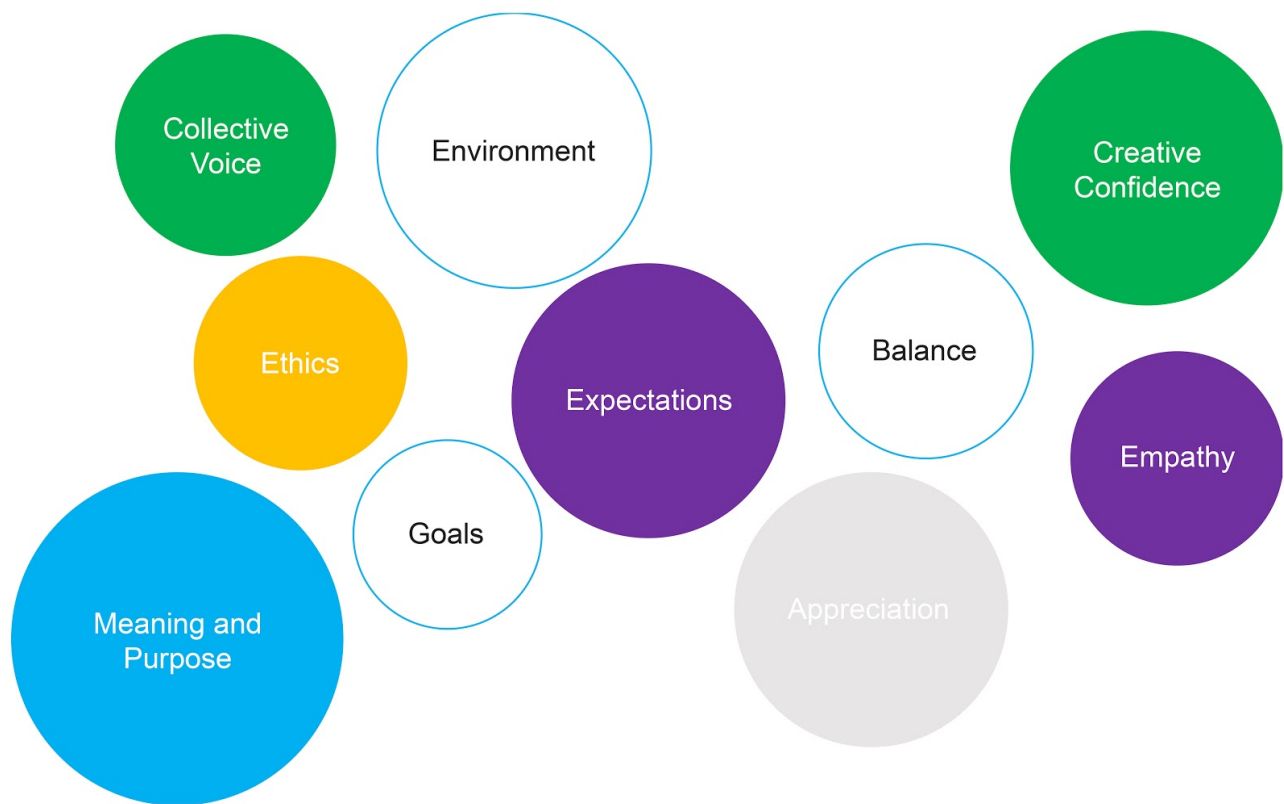 Collective
Voice
Environment
Creative
Confidence
Ethics
Expectations
Balance
Empathy
Goals
Appreciation
Meaning and
Purpose